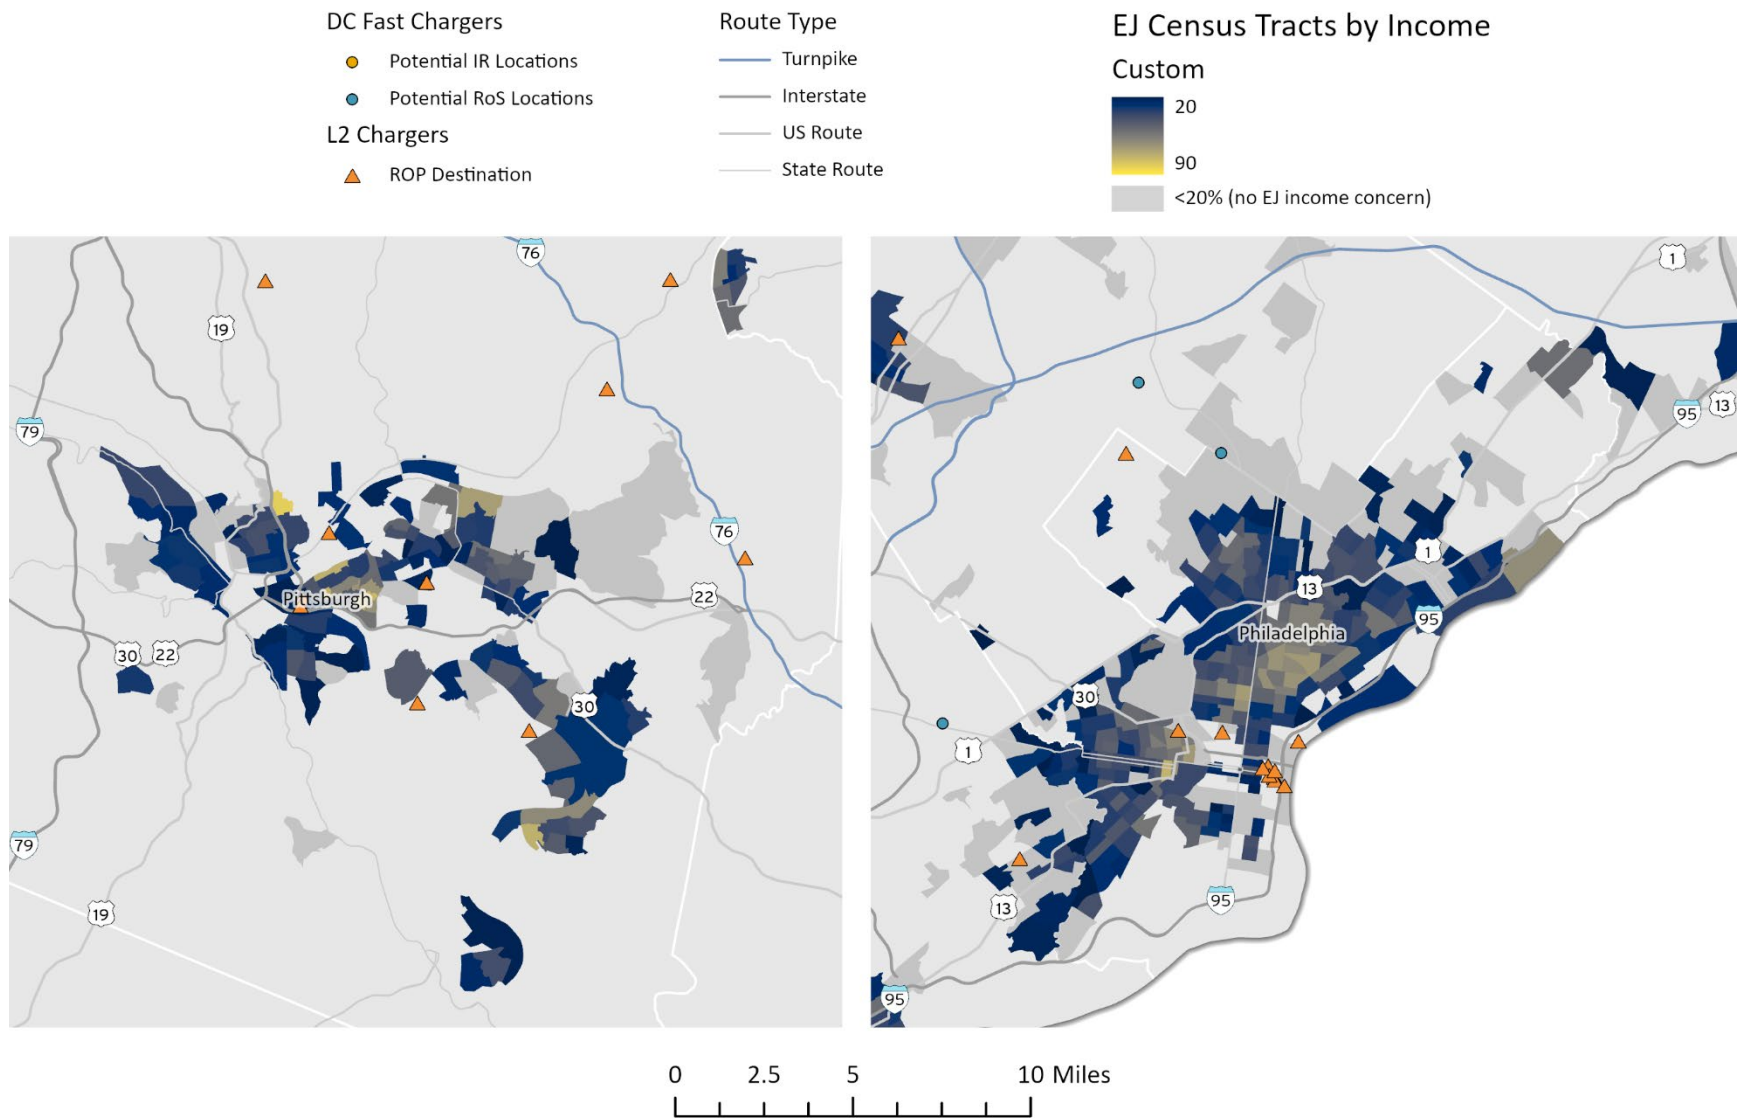 DC Fast Chargers
Potential IR Locations
Potential RoS Locations
L2 Chargers
ROP Destination
Route Type
Turnpike
Interstate
US Route
State Route
EJ Census Tracts by Income
Custom
20
90
<20% (no EJ income concern)
76
19
79
76
22
Pittsburgh
30
22
30
79
19
1
95
13
1
13
95
Philadelphia
30
1
13
95
95
0
2.5
5
10 Miles